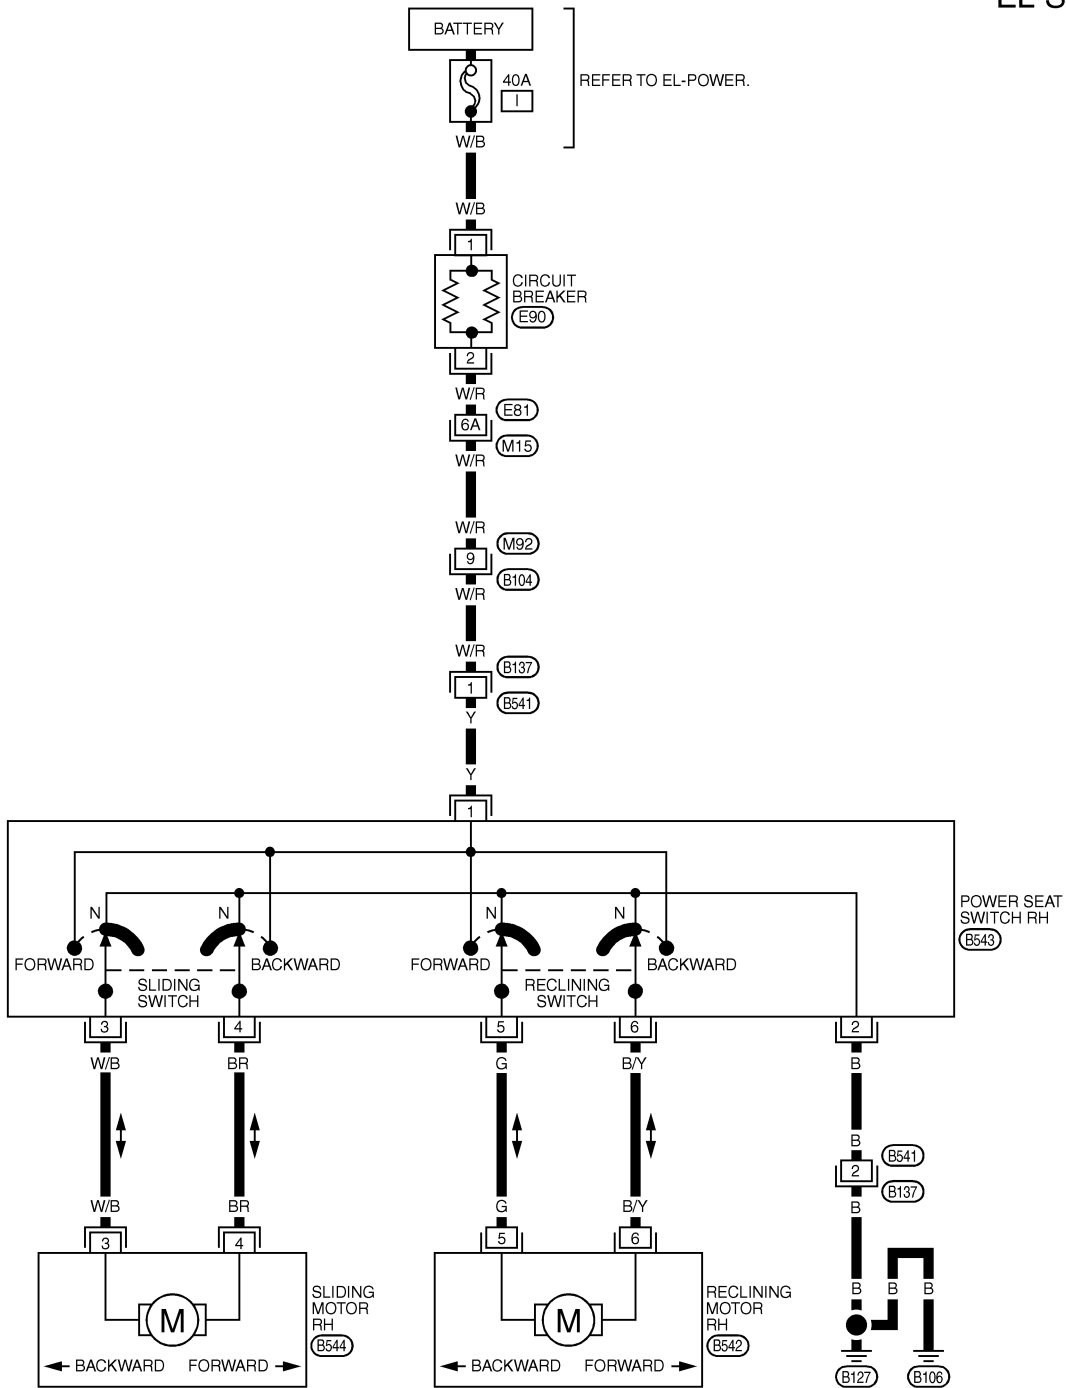 EL S
BATTERY
40A
I
REFER TO EL-POWER.
W/B
W/B
1
CIRCUIT
BREAKER
E90
2
W/R
E81
6A
M15
W/R
W/R
M92
9
B104
W/R
W/R
B137
1
B541
Y
Y
1
POWER SEAT
SWITCH RH
B543
N
N
N
N
FORWARD
BACKWARD
FORWARD
BACKWARD
SLIDING
SWITCH
RECLINING
SWITCH
3
4
5
6
2
W/B
BR
G
B/Y
B
B
B541
2
B137
W/B
BR
G
B/Y
B
3
4
5
6
B
B
B
SLIDING
MOTOR
RH
B544
M
BACKWARD
FORWARD
RECLINING
MOTOR
RH
B542
M
BACKWARD
FORWARD
B127
B106